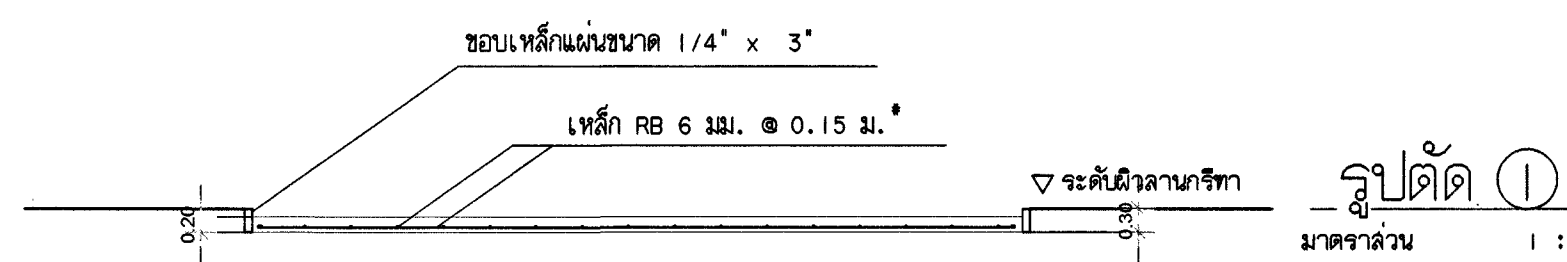 ขอบเหล็กแผ่นขนาด 1/4" x 3"
เหล็ก RB 6 มม. @ 0.15 ม.#
ระดับผิวลานกรีฑา
0.20
0.30
รูปตัด 1
มาตราส่วน 1 :